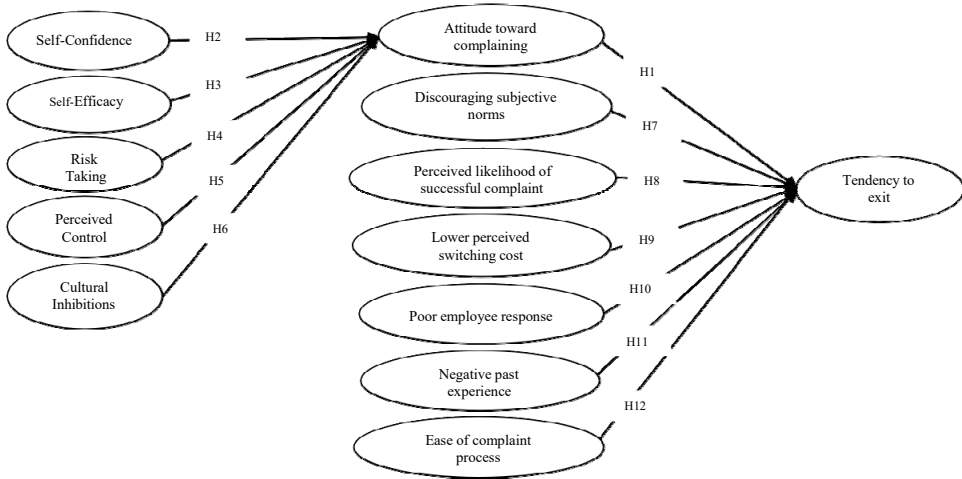 Self-Confidence
H2
Self-Efficacy
H3
Risk
Taking
H4
Perceived
Control
H5
Cultural
Inhibitions
H6
Attitude toward
complaining
H1
Discouraging subjective
norms
H7
Perceived likelihood of
successful complaint
H8
Lower perceived
switching cost
H9
Poor employee response
H10
Negative past
experience
H11
Ease of complaint
process
H12
Tendency to
exit